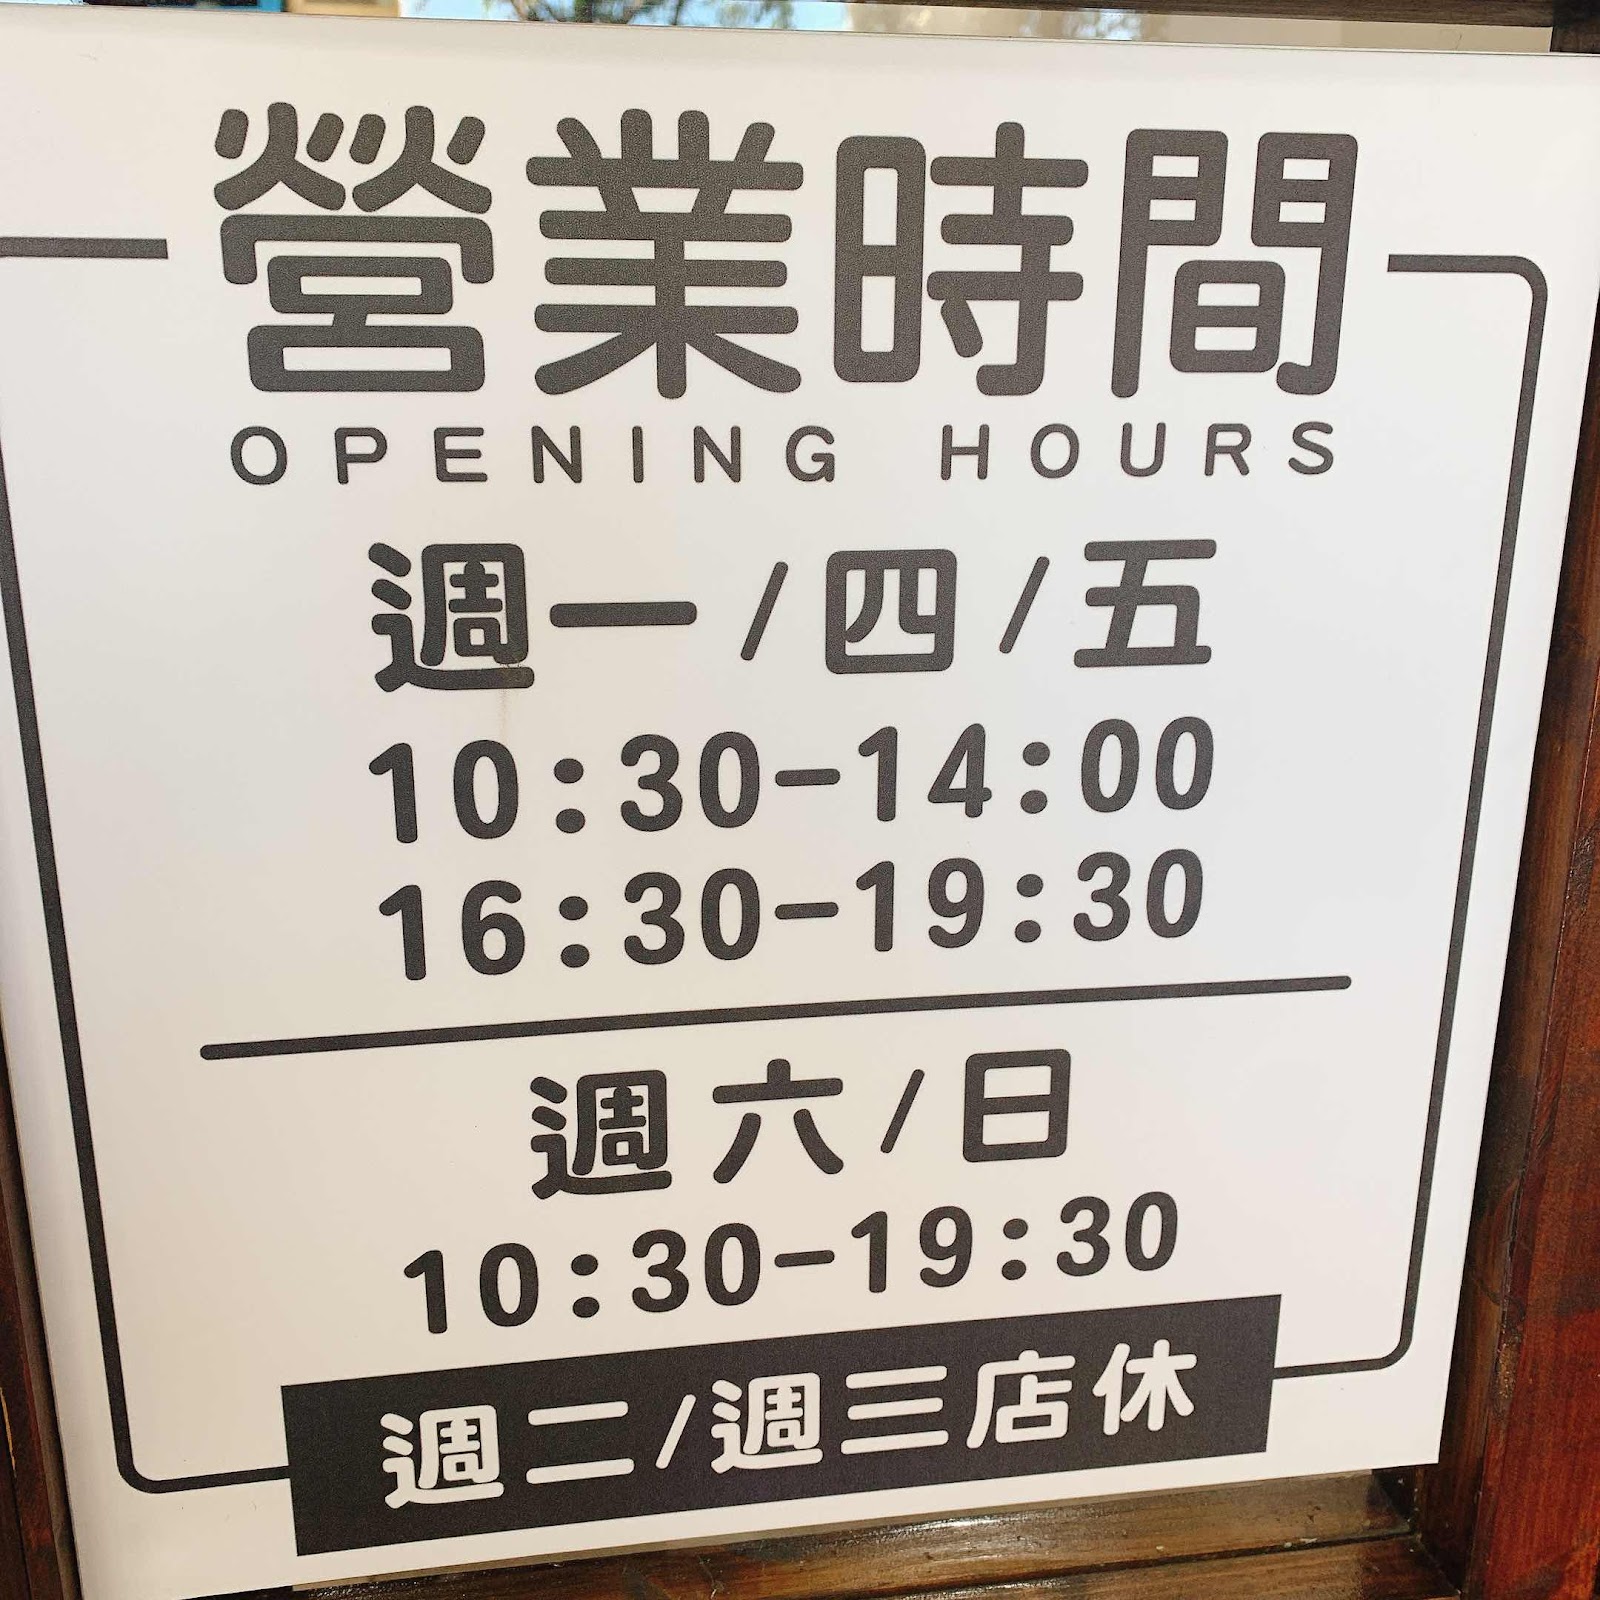 營業時間
OPENING HOURS
週一/四/五
10:30-14:00
16:30-19:30
週六/日
10:30-19:30
週二/週三店休